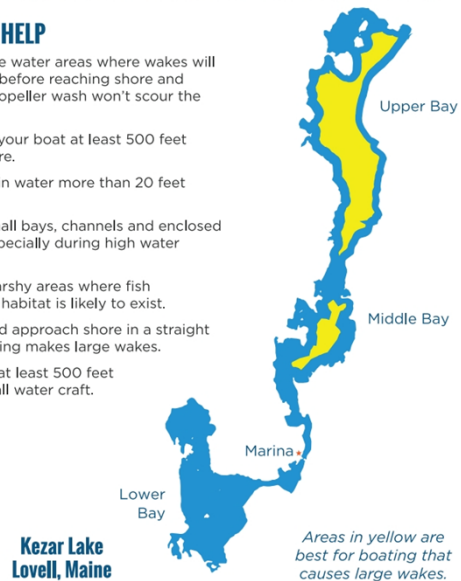 HELP
e water areas where wakes will
before reaching shore and
opeller wash won't scour the
your boat at least 500 feet
re.
in water more than 20 feet
all bays, channels and enclosed
pecially during high water
arshy areas where fish
habitat is likely to exist.
d approach shore in a straight
ing makes large wakes.
at least 500 feet
all water craft.
Upper Bay
Middle Bay
Marina
Lower
Bay
Kezar Lake
Lovell, Maine
Areas in yellow are
best for boating that
causes large wakes.